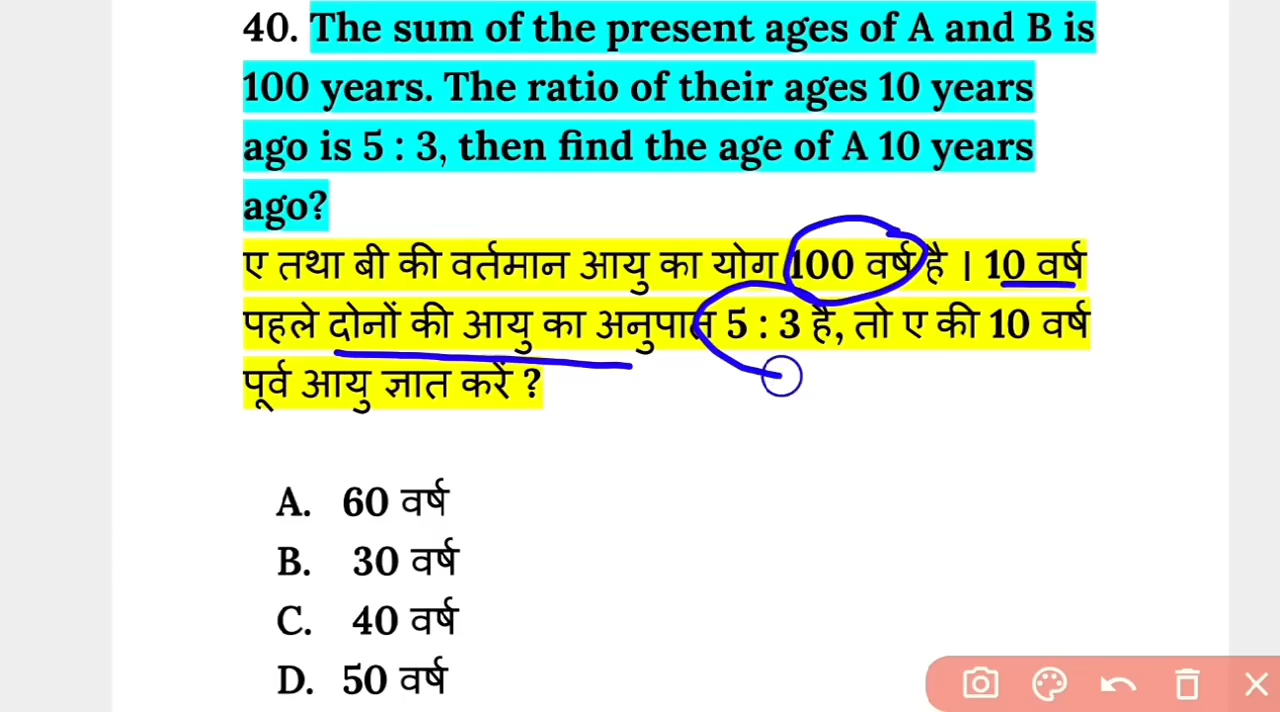 40. The sum of the present ages of A and B is
100 years. The ratio of their ages 10 years
ago is 5 : 3, then find the age of A 10 years
ago?
ए तथा बी की वर्तमान आयु का योग 100 वर्ष है । 10 वर्ष
पहले दोनों की आयु का अनुपात 5 : 3 है, तो ए की 10 वर्ष
पूर्व आयु ज्ञात करें ?
A. 60 वर्ष
B. 30 वर्ष
C. 40 वर्ष
D. 50 वर्ष